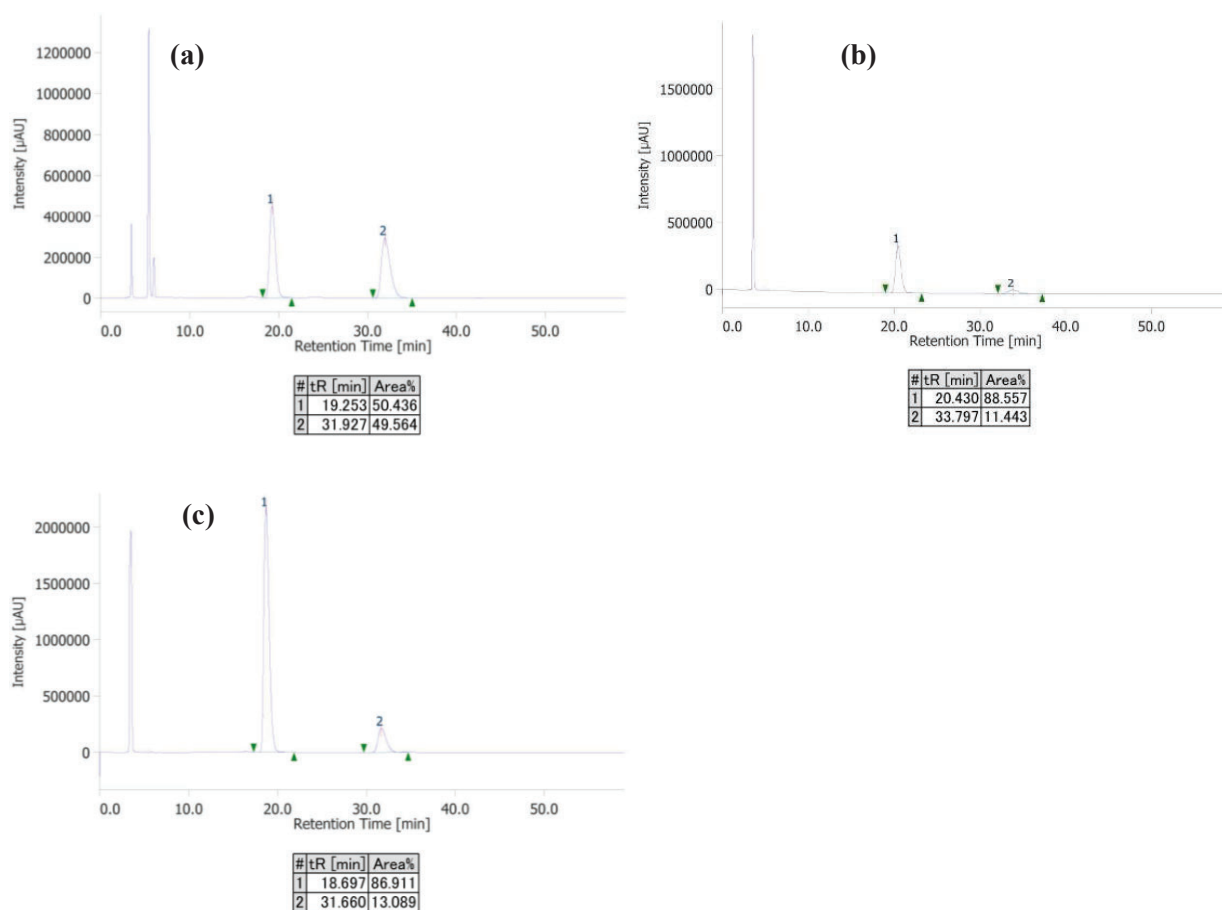 (a)
Intensity [µAU]
1200000
1000000
800000
600000
400000
200000
0
1
2
0.0 10.0 20.0 30.0 40.0 50.0
Retention Time [min]
# tR [min] Area%
1 19.253 50.436
2 31.927 49.564
(b)
Intensity [µAU]
1500000
1000000
500000
0
1
2
0.0 10.0 20.0 30.0 40.0 50.0
Retention Time [min]
# tR [min] Area%
1 20.430 88.557
2 33.797 11.443
(c)
Intensity [µAU]
2000000
1500000
1000000
500000
0
1
2
0.0 10.0 20.0 30.0 40.0 50.0
Retention Time [min]
# tR [min] Area%
1 18.697 86.911
2 31.660 13.089